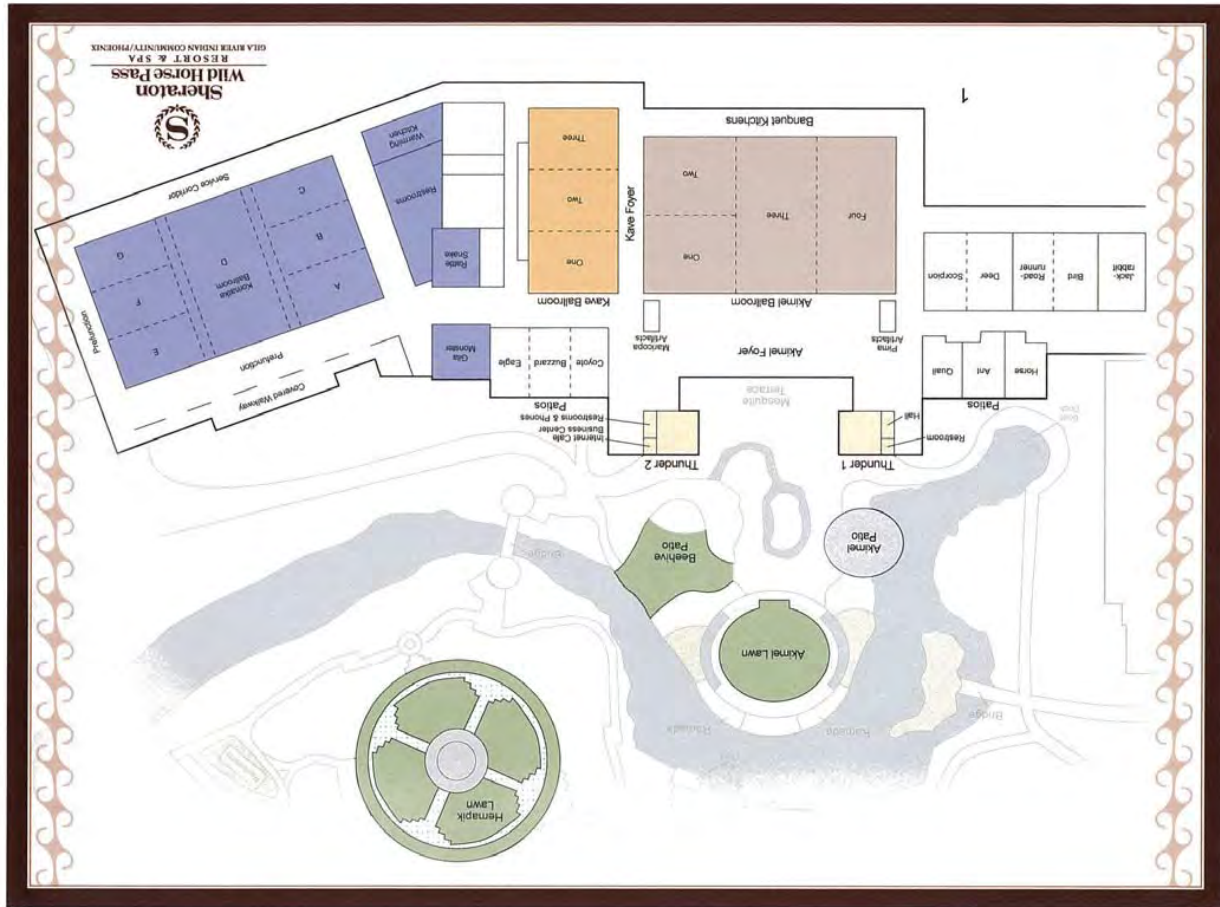 Hemapik
Lawn
Bridge
Ramada
Ramada
Akimel Lawn
Akimel
Patio
Beehive
Patio
Bridge
Boat
Dock
Thunder 1
Restroom
Hall
Thunder 2
Internet Cafe
Business Center
Restrooms & Phones
Patios
Mesquite
Terrace
Patios
Horse
Ant
Quail
Coyote
Buzzard
Eagle
Gila
Monster
Covered Walkway
Prefunction
Prefunction
Pima
Artifacts
Akimel Foyer
Maricopa
Artifacts
Akimel Ballroom
Kave Ballroom
Jack-
rabbit
Bird
Road-
runner
Deer
Scorpion
Four
Three
One
Two
Kave Foyer
One
Two
Three
Rattle
Snake
Restrooms
Warming
Kitchen
A
B
C
Komatke
Ballroom
D
E
F
G
Service Corridor
Banquet Kitchens
1
S
Sheraton
Wild Horse Pass
RESORT & SPA
GILA RIVER INDIAN COMMUNITY/PHOENIX